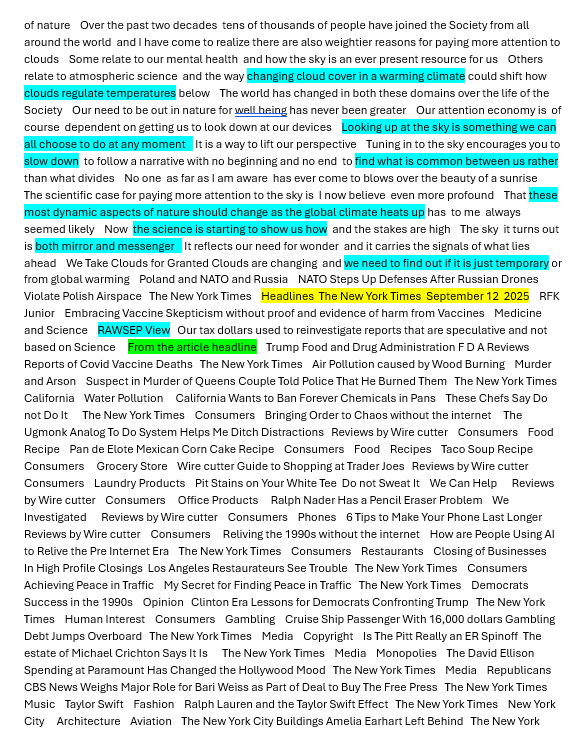 of nature    Over the past two decades  tens of thousands of people have joined the Society from all
around the world  and I have come to realize there are also weightier reasons for paying more attention to
clouds    Some relate to our mental health  and how the sky is an ever present resource for us    Others
relate to atmospheric science  and the way changing cloud cover in a warming climate could shift how
clouds regulate temperatures below    The world has changed in both these domains over the life of the
Society    Our need to be out in nature for well being has never been greater    Our attention economy is  of
course  dependent on getting us to look down at our devices    Looking up at the sky is something we can
all choose to do at any moment    It is a way to lift our perspective    Tuning in to the sky encourages you to
slow down  to follow a narrative with no beginning and no end  to find what is common between us rather
than what divides    No one  as far as I am aware  has ever come to blows over the beauty of a sunrise
The scientific case for paying more attention to the sky is  I now believe  even more profound    That these
most dynamic aspects of nature should change as the global climate heats up has  to me  always
seemed likely    Now  the science is starting to show us how  and the stakes are high    The sky  it turns out
is both mirror and messenger    It reflects our need for wonder  and it carries the signals of what lies
ahead    We Take Clouds for Granted Clouds are changing  and we need to find out if it is just temporary or
from global warming    Poland and NATO and Russia    NATO Steps Up Defenses After Russian Drones
Violate Polish Airspace   The New York Times    Headlines  The New York Times  September 12  2025    RFK
Junior    Embracing Vaccine Skepticism without proof and evidence of harm from Vaccines    Medicine
and Science    RAWSEP View   Our tax dollars used to reinvestigate reports that are speculative and not
based on Science     From the article headline    Trump Food and Drug Administration F D A Reviews
Reports of Covid Vaccine Deaths   The New York Times    Air Pollution caused by Wood Burning    Murder
and Arson    Suspect in Murder of Queens Couple Told Police That He Burned Them   The New York Times
California    Water Pollution     California Wants to Ban Forever Chemicals in Pans    These Chefs Say Do
not Do It     The New York Times    Consumers    Bringing Order to Chaos without the internet    The
Ugmonk Analog To Do System Helps Me Ditch Distractions   Reviews by Wire cutter    Consumers    Food
Recipe    Pan de Elote Mexican Corn Cake Recipe    Consumers    Food    Recipes    Taco Soup Recipe
Consumers     Grocery Store    Wire cutter Guide to Shopping at Trader Joes   Reviews by Wire cutter
Consumers    Laundry Products    Pit Stains on Your White Tee  Do not Sweat It    We Can Help     Reviews
by Wire cutter    Consumers     Office Products     Ralph Nader Has a Pencil Eraser Problem    We
Investigated     Reviews by Wire cutter    Consumers    Phones    6 Tips to Make Your Phone Last Longer
Reviews by Wire cutter    Consumers     Reliving the 1990s without the internet    How are People Using AI
to Relive the Pre Internet Era    The New York Times    Consumers    Restaurants    Closing of Businesses
In High Profile Closings  Los Angeles Restaurateurs See Trouble   The New York Times    Consumers
Achieving Peace in Traffic    My Secret for Finding Peace in Traffic   The New York Times    Democrats
Success in the 1990s    Opinion    Clinton Era Lessons for Democrats Confronting Trump   The New York
Times    Human Interest    Consumers    Gambling    Cruise Ship Passenger With 16,000 dollars Gambling
Debt Jumps Overboard   The New York Times    Media    Copyright    Is The Pitt Really an ER Spinoff  The
estate of Michael Crichton Says It Is     The New York Times    Media    Monopolies    The David Ellison
Spending at Paramount Has Changed the Hollywood Mood   The New York Times    Media    Republicans
CBS News Weighs Major Role for Bari Weiss as Part of Deal to Buy The Free Press   The New York Times
Music    Taylor Swift    Fashion    Ralph Lauren and the Taylor Swift Effect   The New York Times    New York
City    Architecture    Aviation    The New York City Buildings Amelia Earhart Left Behind   The New York